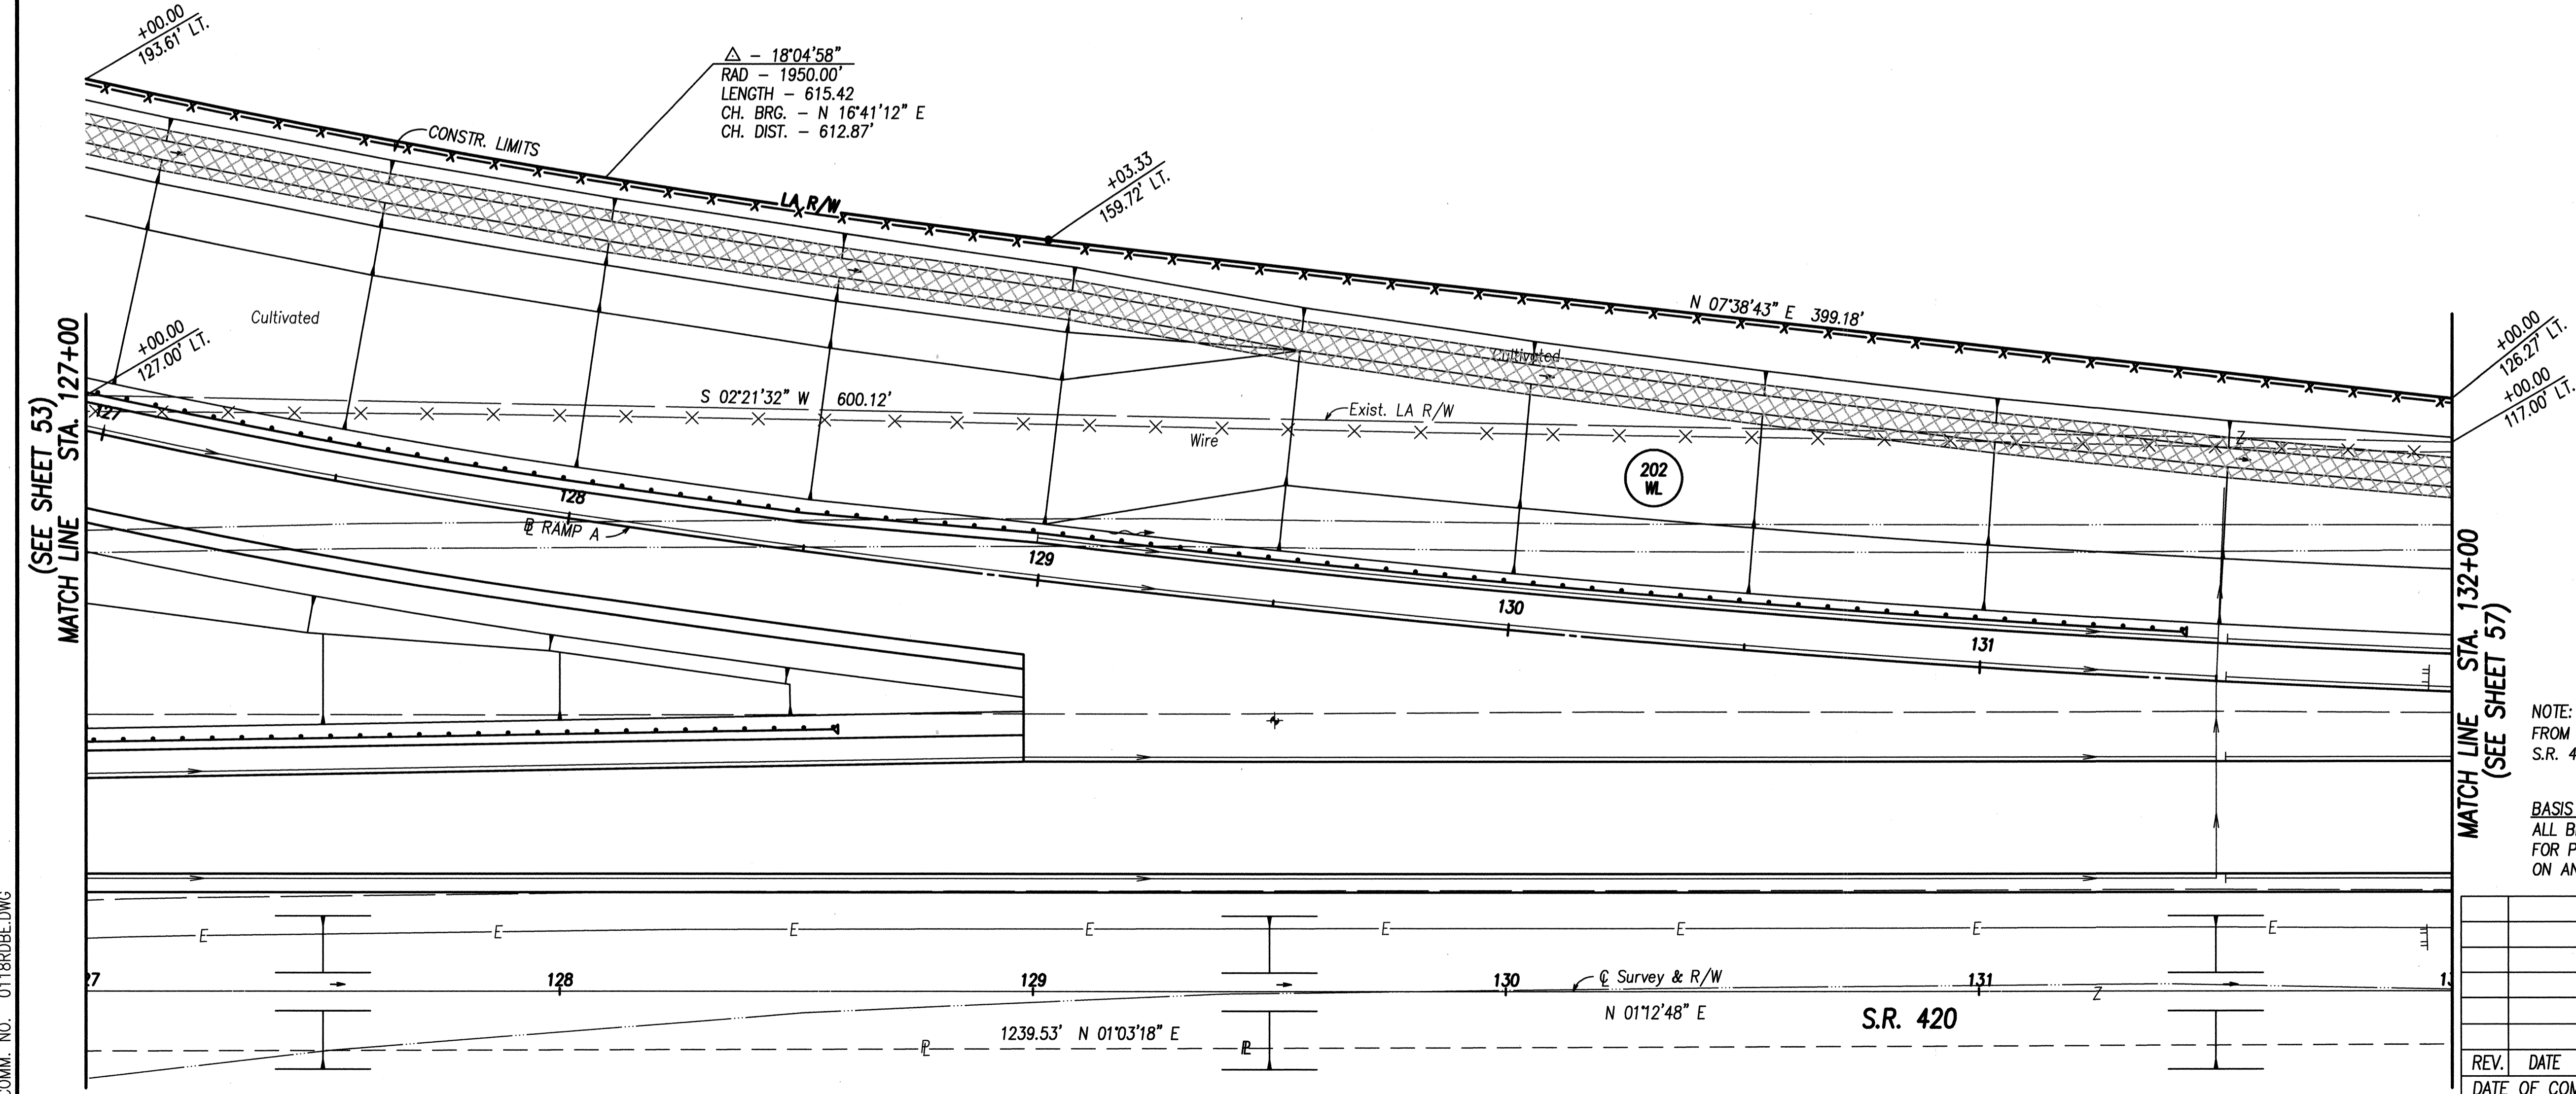 +00.00
193.61' LT.
△ - 18°04'58"
RAD - 1950.00'
LENGTH - 615.42
CH. BRG. - N 16°41'12" E
CH. DIST. - 612.87'
CONSTR. LIMITS
LA R/W
+03.33
159.72' LT.
N 07°38'43" E 399.18'
+00.00
126.27' LT.
+00.00
117.00' LT.
Cultivated
Cultivated
+00.00
127.00' LT.
S 02°21'32" W 600.12'
Exist. LA R/W
Wire
202
WL
Z
127
128
129
130
131
℄ RAMP A
(SEE SHEET 53)
MATCH LINE STA. 127+00
MATCH LINE STA. 132+00
(SEE SHEET 57)
NOTE:
FROM
S.R. 4
BASIS
ALL B
FOR P
ON AN
E E E E E E E E
27 128 129 130 131 13
℄ Survey & R/W
N 01°12'48" E
Z
S.R. 420
1239.53' N 01°03'18" E
PL PL
REV. DATE
DATE OF COM
COMM. NO. 0118RDBE.DWG